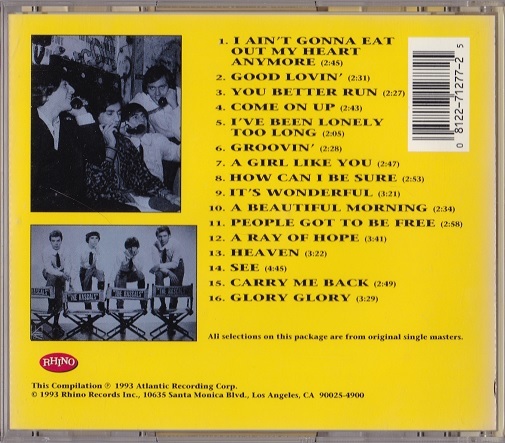 1. I AIN'T GONNA EAT
OUT MY HEART
ANYMORE (2:45)
2. GOOD LOVIN' (2:31)
3. YOU BETTER RUN (2:27)
4. COME ON UP (2:43)
5. I'VE BEEN LONELY
TOO LONG (2:05)
6. GROOVIN' (2:28)
7. A GIRL LIKE YOU (2:47)
8. HOW CAN I BE SURE (2:53)
9. IT'S WONDERFUL (3:21)
10. A BEAUTIFUL MORNING (2:34)
11. PEOPLE GOT TO BE FREE (2:58)
12. A RAY OF HOPE (3:41)
13. HEAVEN (3:22)
14. SEE (4:45)
15. CARRY ME BACK (2:49)
16. GLORY GLORY (3:29)
0 8122-71277-2 5
THE RASCALS
THE RASCALS
All selections on this package are from original single masters.
RHINO
This Compilation ℗ 1993 Atlantic Recording Corp.
© 1993 Rhino Records Inc., 10635 Santa Monica Blvd., Los Angeles, CA 90025-4900